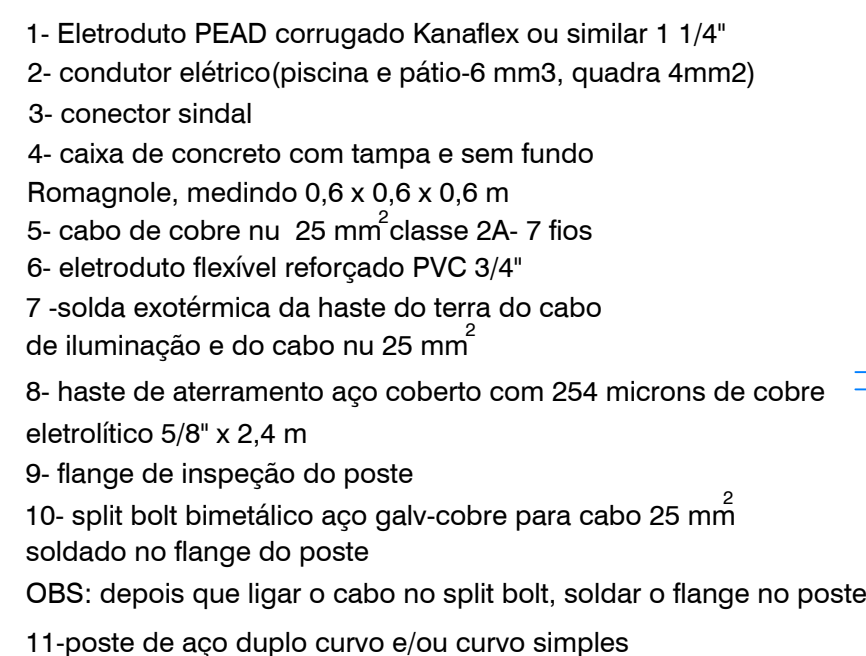 1- Eletroduto PEAD corrugado Kanaflex ou similar 1 1/4"
2- condutor elétrico(piscina e pátio-6 mm3, quadra 4mm2)
3- conector sindal
4- caixa de concreto com tampa e sem fundo
Romagnole, medindo 0,6 x 0,6 x 0,6 m
5- cabo de cobre nu  25 mm²classe 2A- 7 fios
6- eletroduto flexível reforçado PVC 3/4"
7 -solda exotérmica da haste do terra do cabo
de iluminação e do cabo nu 25 mm²
8- haste de aterramento aço coberto com 254 microns de cobre
eletrolítico 5/8" x 2,4 m
9- flange de inspeção do poste
10- split bolt bimetálico aço galv-cobre para cabo 25 mm²
soldado no flange do poste
OBS: depois que ligar o cabo no split bolt, soldar o flange no poste
11-poste de aço duplo curvo e/ou curvo simples